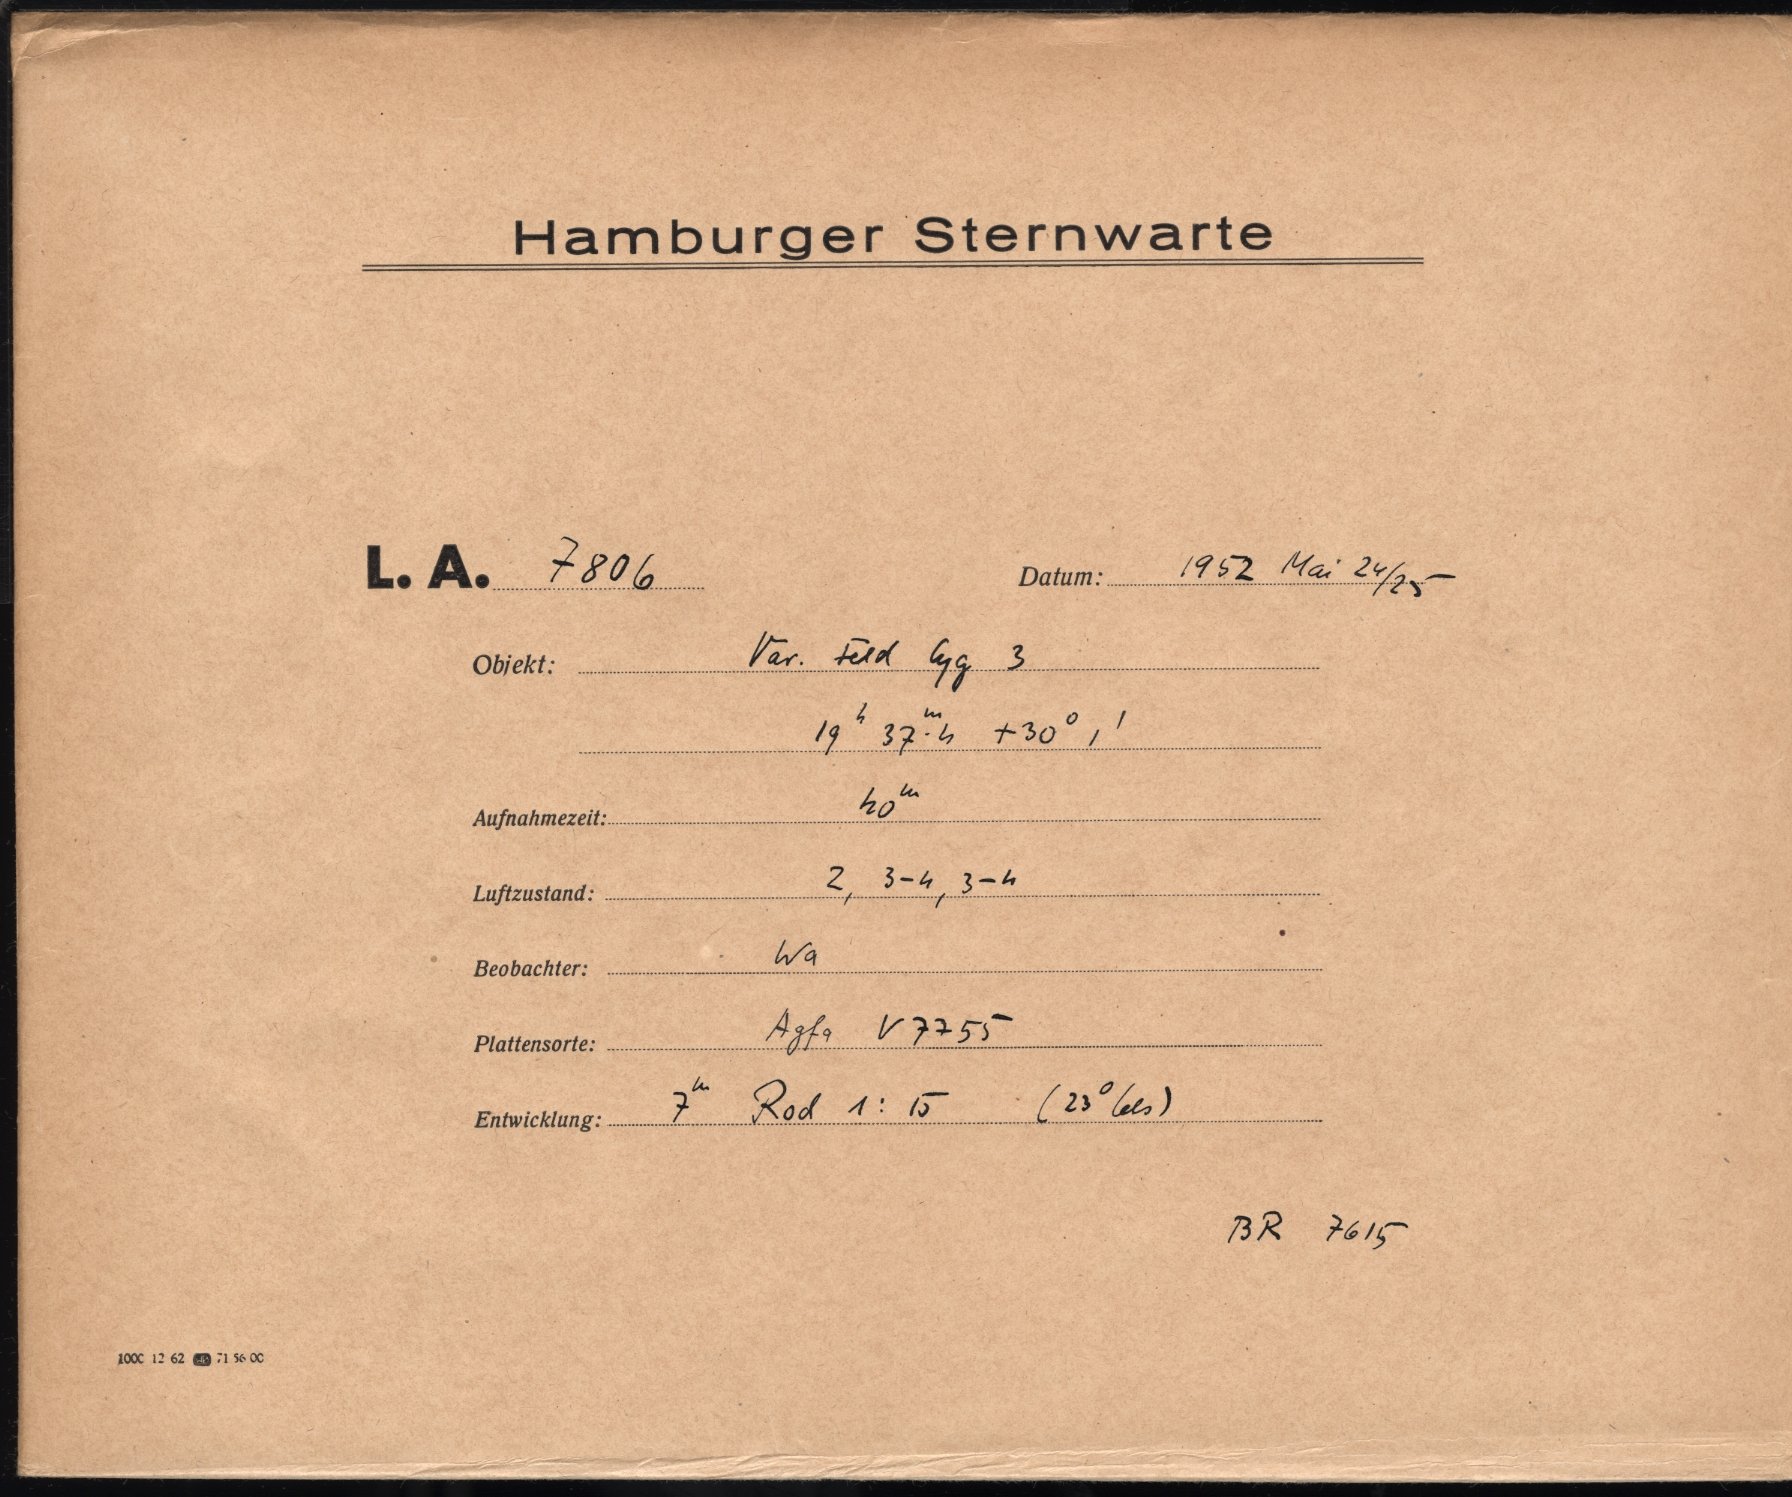 Hamburger Sternwarte
L. A. 7806 Datum: 1952 Mai 24/25
Objekt: Var. Feld Cyg 3
19ʰ 37ᵐ.4 +30° 1'
Aufnahmezeit: 40ᵐ
Luftzustand: 2, 3-4, 3-4
Beobachter: Wa
Plattensorte: Agfa V7755
Entwicklung: 7ᵐ Rod 1:15 (23° Cels)
BR 7615
1000 12 62 71 56 00